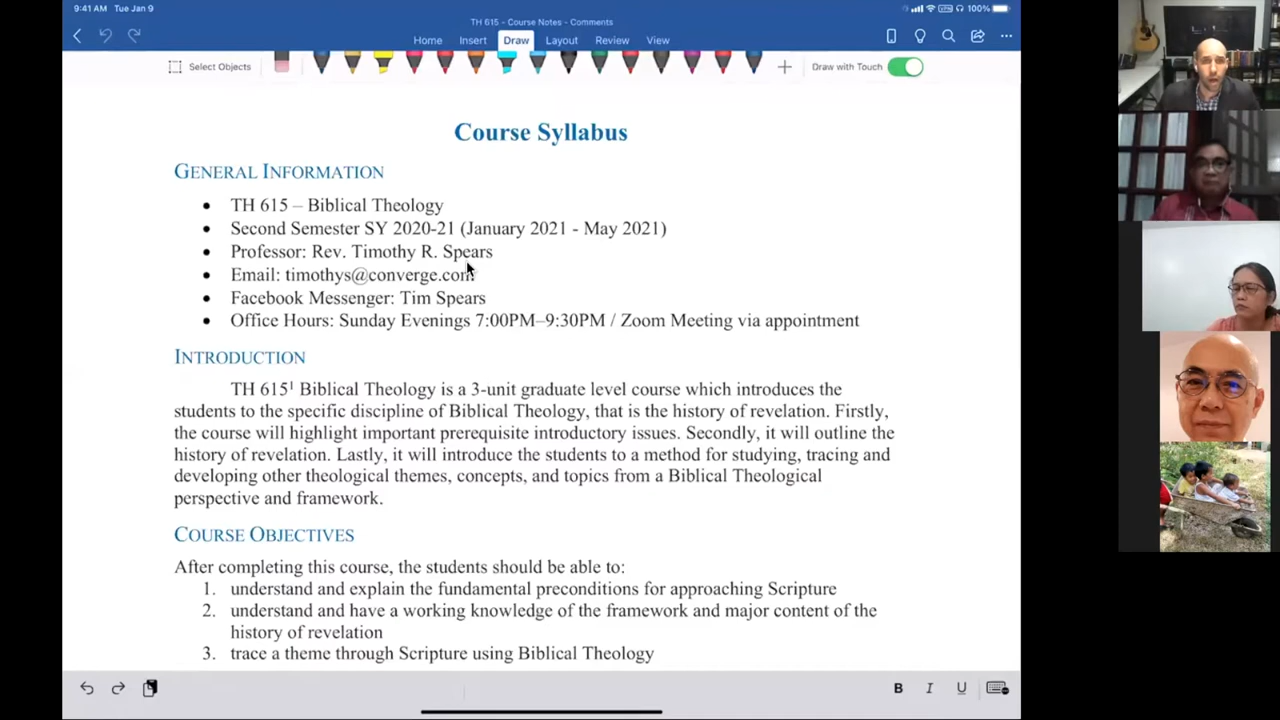 9:41 AM Tue Jan 9
100%
TH 615 - Course Notes - Comments
Home Insert Draw Layout Review View
Select Objects
Draw with Touch
Course Syllabus
GENERAL INFORMATION
• TH 615 – Biblical Theology
• Second Semester SY 2020-21 (January 2021 - May 2021)
• Professor: Rev. Timothy R. Spears
• Email: timothys@converge.com
• Facebook Messenger: Tim Spears
• Office Hours: Sunday Evenings 7:00PM–9:30PM / Zoom Meeting via appointment
INTRODUCTION
TH 615¹ Biblical Theology is a 3-unit graduate level course which introduces the
students to the specific discipline of Biblical Theology, that is the history of revelation. Firstly,
the course will highlight important prerequisite introductory issues. Secondly, it will outline the
history of revelation. Lastly, it will introduce the students to a method for studying, tracing and
developing other theological themes, concepts, and topics from a Biblical Theological
perspective and framework.
COURSE OBJECTIVES
After completing this course, the students should be able to:
1. understand and explain the fundamental preconditions for approaching Scripture
2. understand and have a working knowledge of the framework and major content of the
history of revelation
3. trace a theme through Scripture using Biblical Theology
B I U